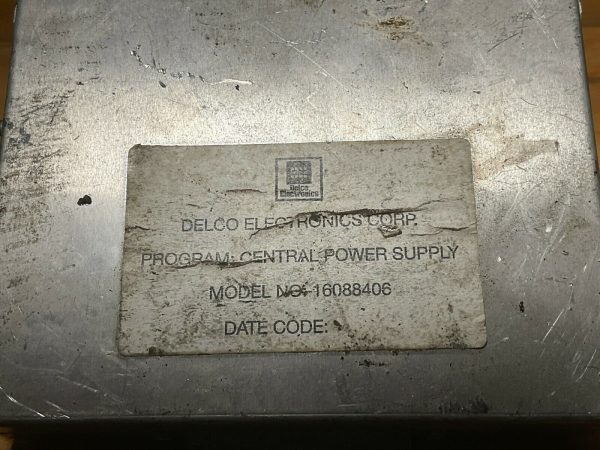 Delco
Electronics
DELCO ELECTRONICS CORP.
PROGRAM: CENTRAL POWER SUPPLY
MODEL NO: 16088406
DATE CODE: